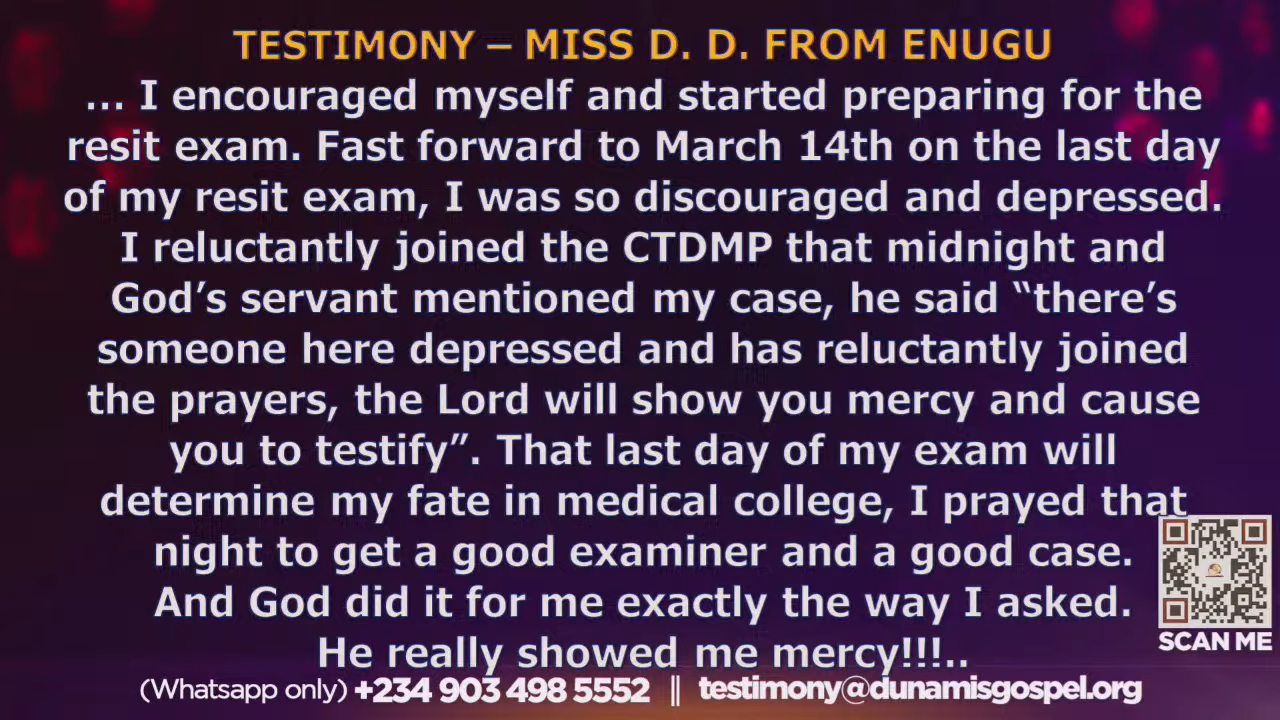 TESTIMONY – MISS D. D. FROM ENUGU
... I encouraged myself and started preparing for the
resit exam. Fast forward to March 14th on the last day
of my resit exam, I was so discouraged and depressed.
I reluctantly joined the CTDMP that midnight and
God’s servant mentioned my case, he said “there’s
someone here depressed and has reluctantly joined
the prayers, the Lord will show you mercy and cause
you to testify”. That last day of my exam will
determine my fate in medical college, I prayed that
night to get a good examiner and a good case.
And God did it for me exactly the way I asked.
He really showed me mercy!!!..
SCAN ME
(Whatsapp only) +234 903 498 5552 || testimony@dunamisgospel.org